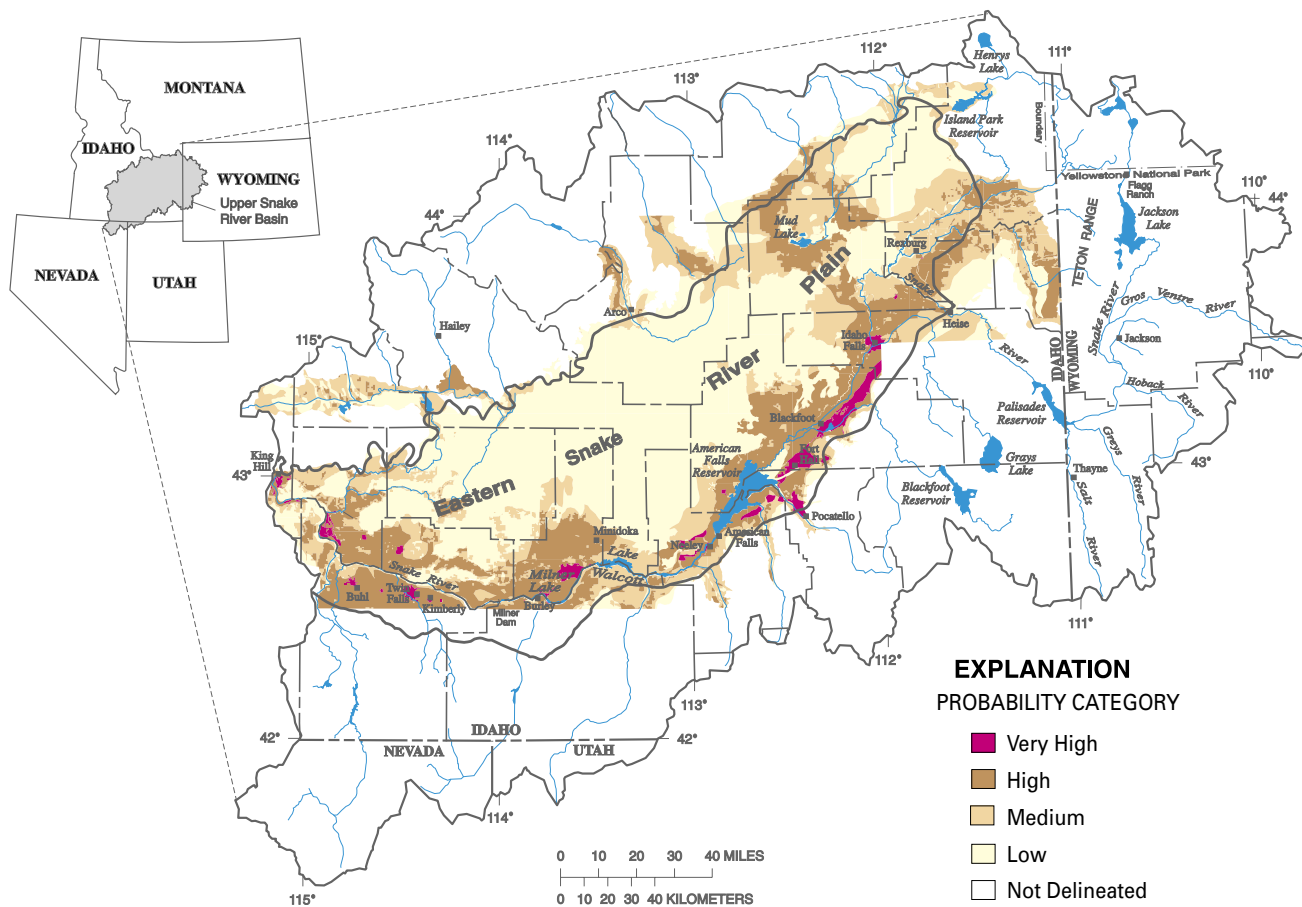 MONTANA
IDAHO
WYOMING
Upper Snake
River Basin
NEVADA
UTAH
112°
111°
Henrys
Lake
Island Park
Reservoir
Boundary
113°
114°
Yellowstone National Park
Flagg
Ranch
110°
44°
44°
Jackson
Lake
TETON RANGE
Mud
Lake
Rexburg
Plain
Snake
Snake River
Gros Ventre River
Arco
Heise
Hailey
Idaho
Falls
River
IDAHO
WYOMING
Jackson
115°
110°
River
Hoback
River
Palisades
Reservoir
Blackfoot
Greys
River
Snake
American
Falls
Reservoir
Fort
Hall
Grays
Lake
King
Hill
43°
43°
Thayne
Blackfoot
Reservoir
Salt
River
Eastern
Pocatello
Minidoka
American
Falls
Neeley
Lake
Walcott
Snake River
Milner
Lake
Buhl
Twin
Falls
Kimberly
Burley
Milner
Dam
111°
112°
113°
42°
IDAHO
42°
NEVADA
UTAH
114°
115°
EXPLANATION
PROBABILITY CATEGORY
Very High
High
Medium
Low
Not Delineated
0 10 20 30 40 MILES
0 10 20 30 40 KILOMETERS